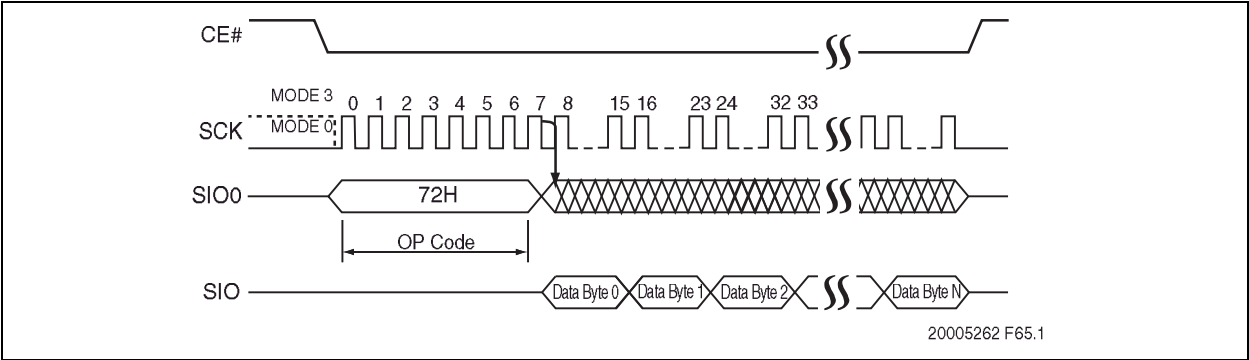 CE#
MODE 3
0 1 2 3 4 5 6 7 8 15 16 23 24 32 33
SCK
MODE 0
SIO0
72H
OP Code
SIO
Data Byte 0
Data Byte 1
Data Byte 2
Data Byte N
20005262 F65.1